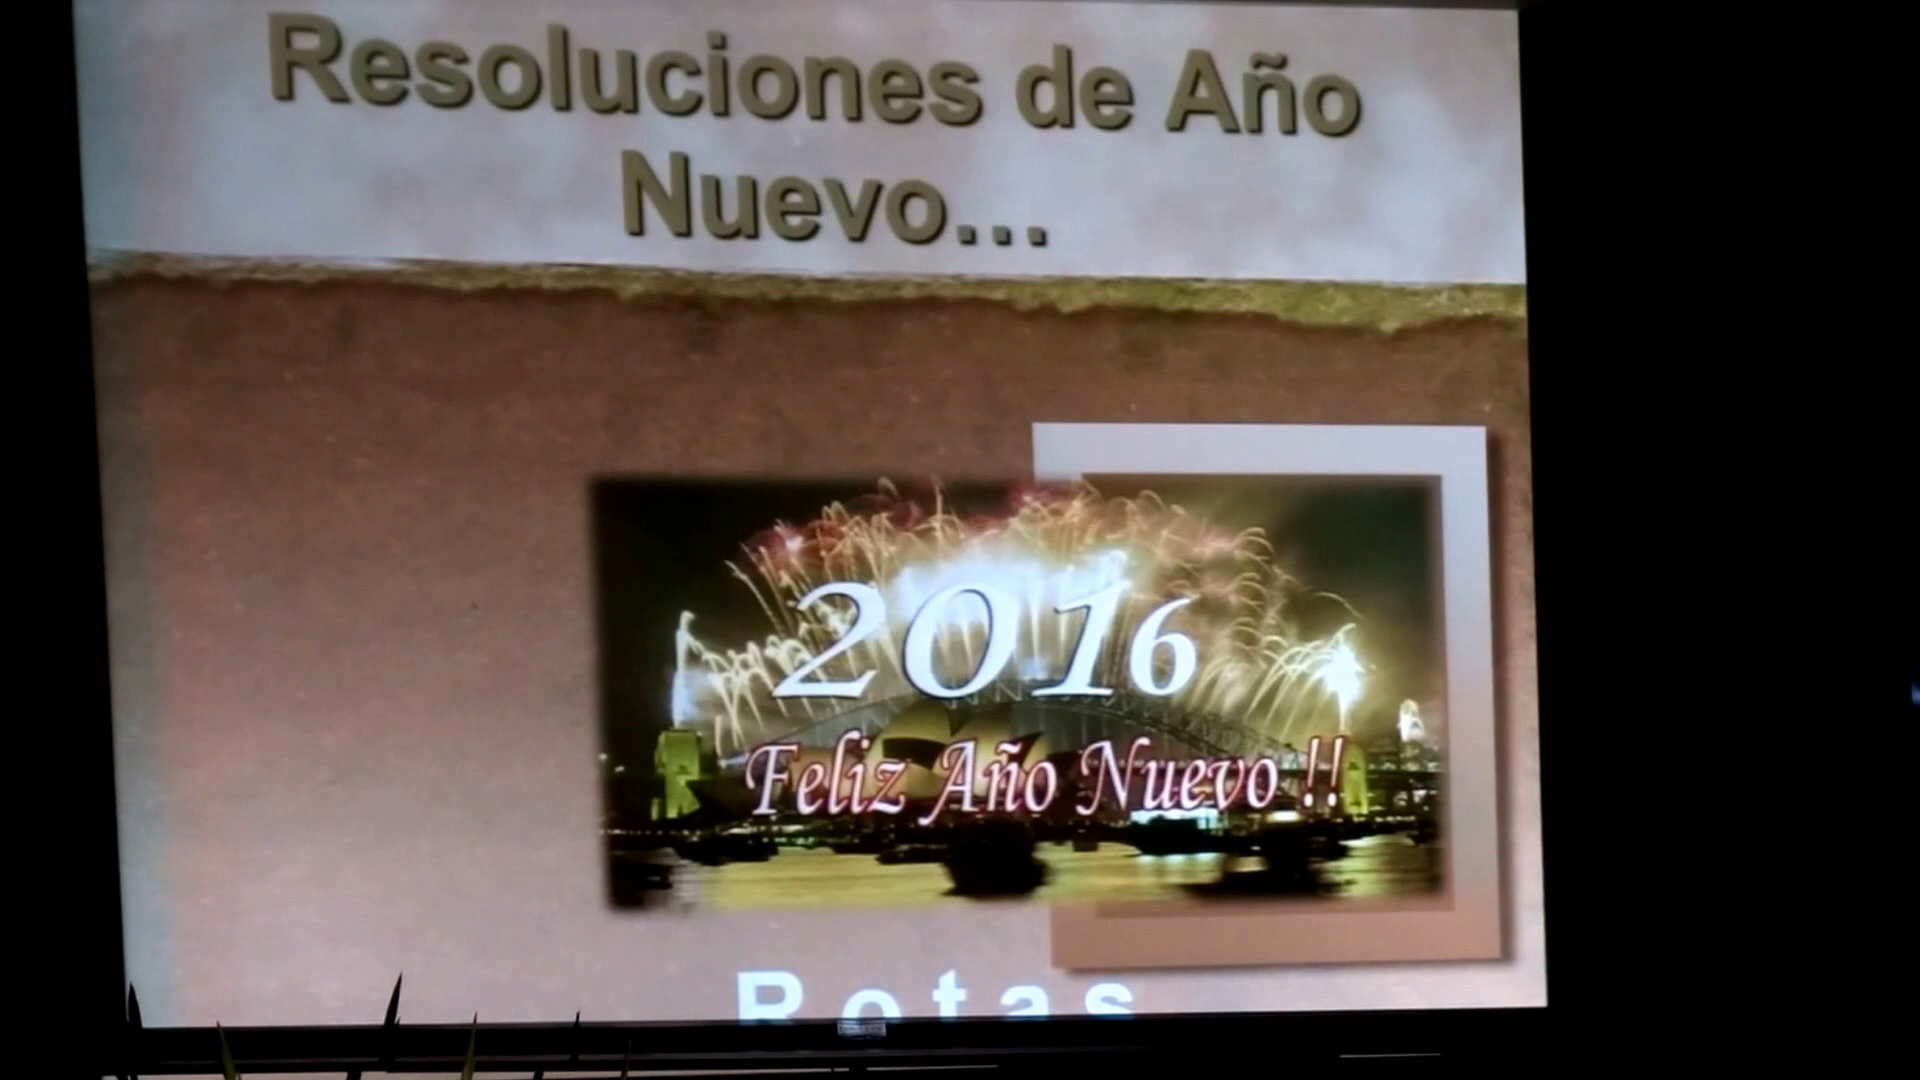 Resoluciones de Año
Nuevo...
2016
Feliz Año Nuevo !!
Rotas